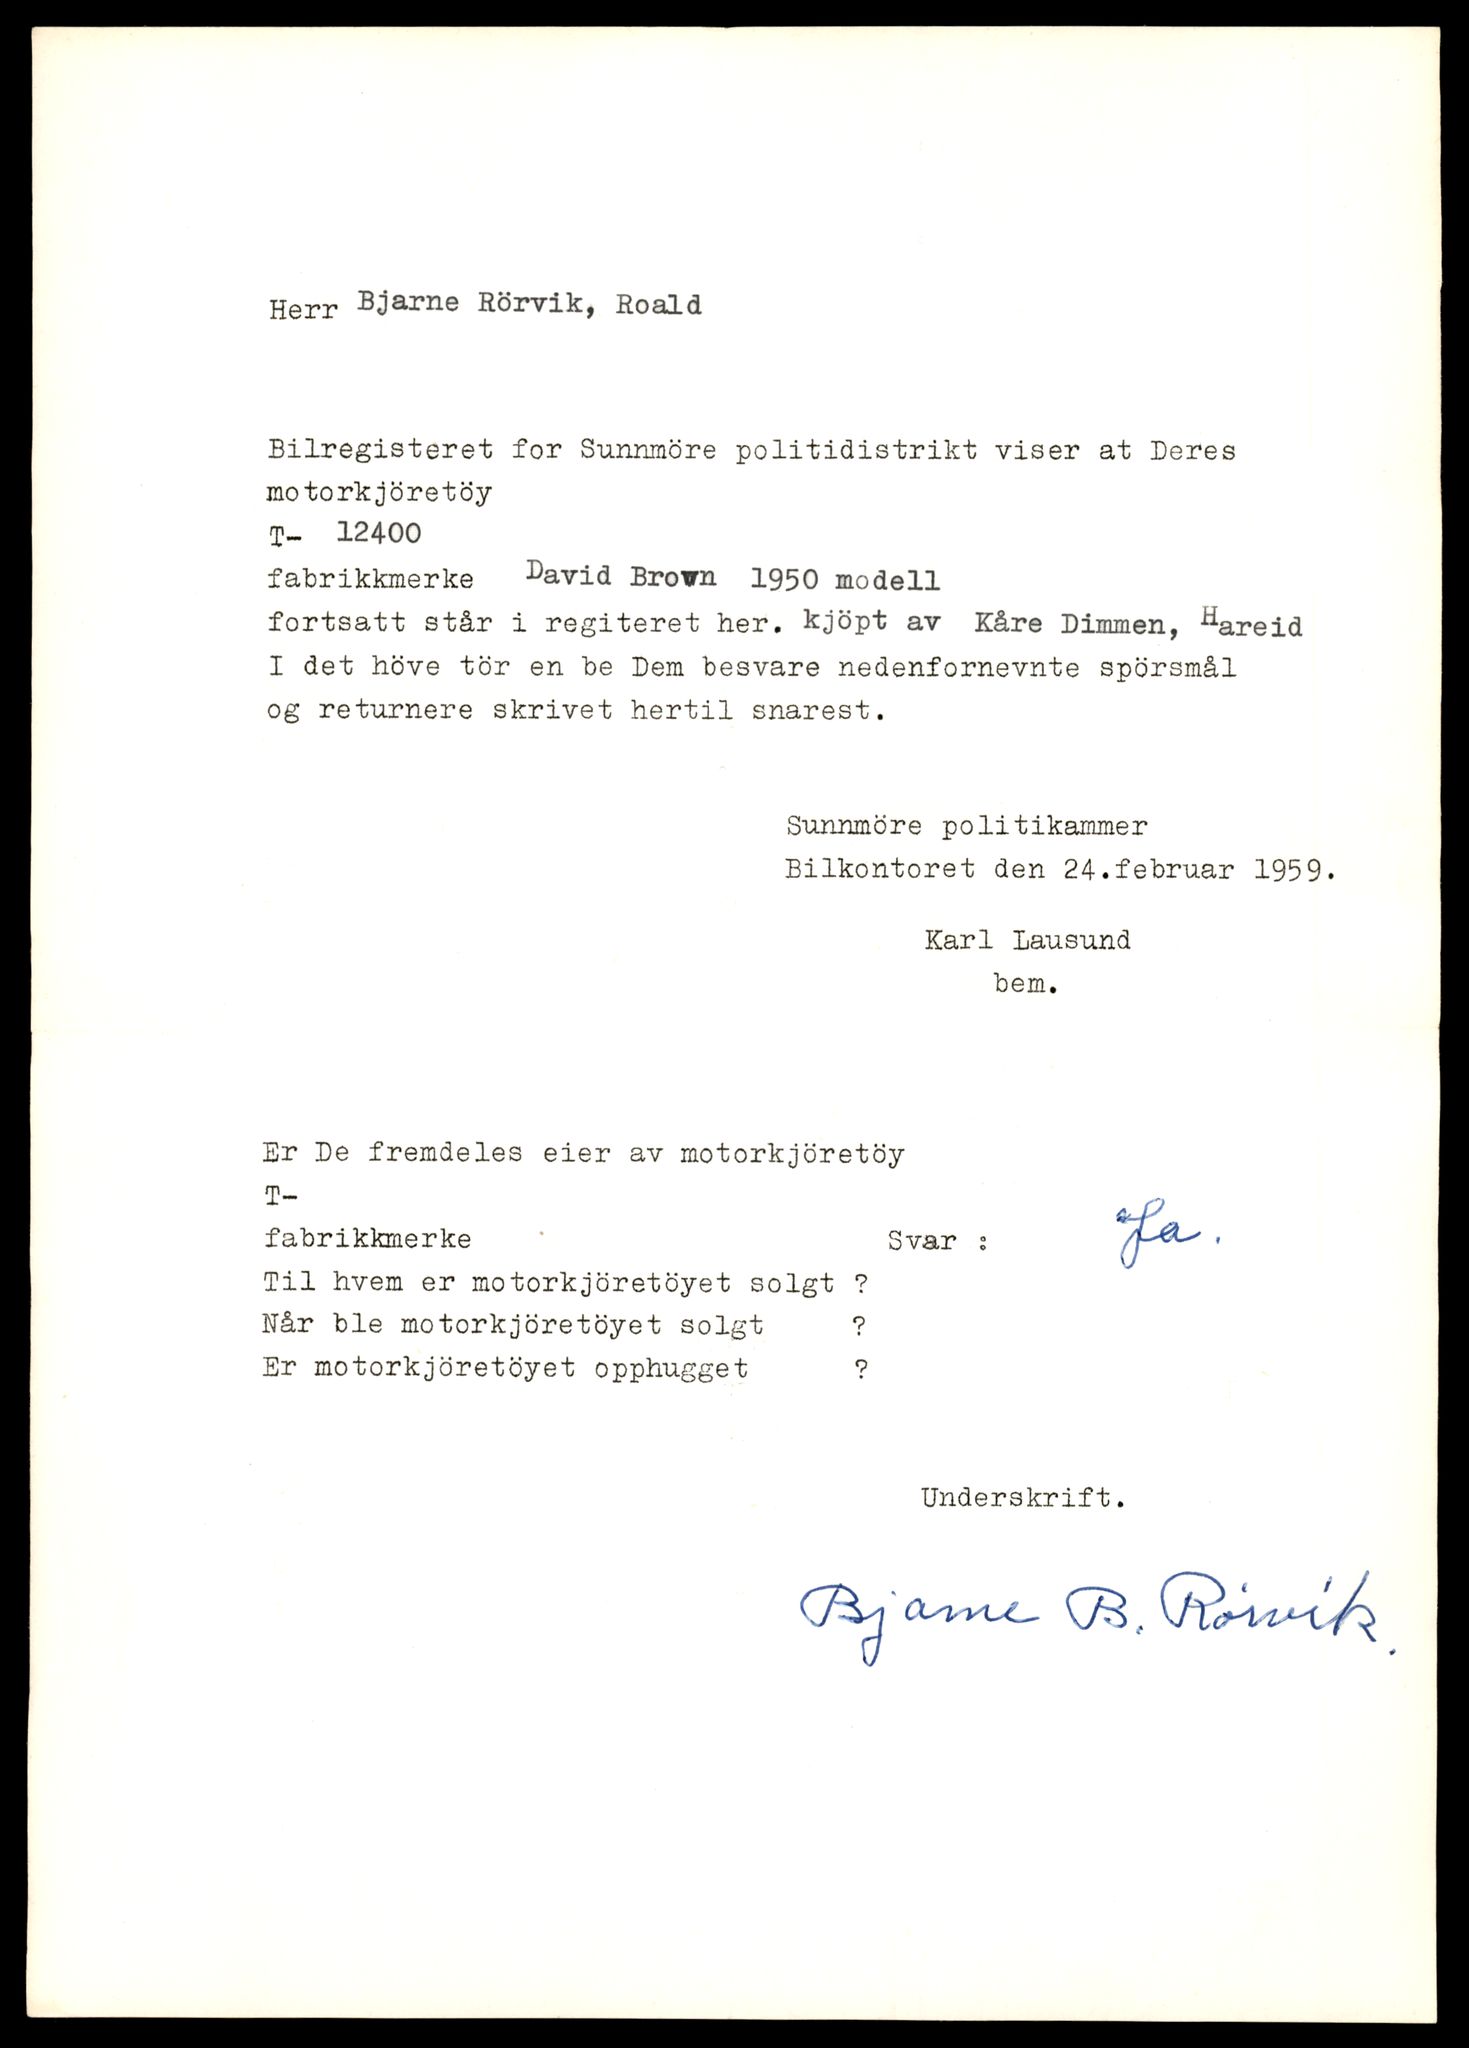 Herr Bjarne Rörvik, Roald
Bilregisteret for Sunnmöre politidistrikt viser at Deres
motorkjöretöy
T- 12400
fabrikkmerke David Brown 1950 modell
fortsatt står i regiteret her. kjöpt av Kåre Dimmen, Hareid
I det höve tör en be Dem besvare nedenfornevnte spörsmål
og returnere skrivet hertil snarest.
Sunnmöre politikammer
Bilkontoret den 24.februar 1959.
Karl Lausund
bem.
Er De fremdeles eier av motorkjöretöy
T-
fabrikkmerke Svar : Ja.
Til hvem er motorkjöretöyet solgt ?
Når ble motorkjöretöyet solgt ?
Er motorkjöretöyet opphugget ?
Underskrift.
Bjarne B. Rörvik.